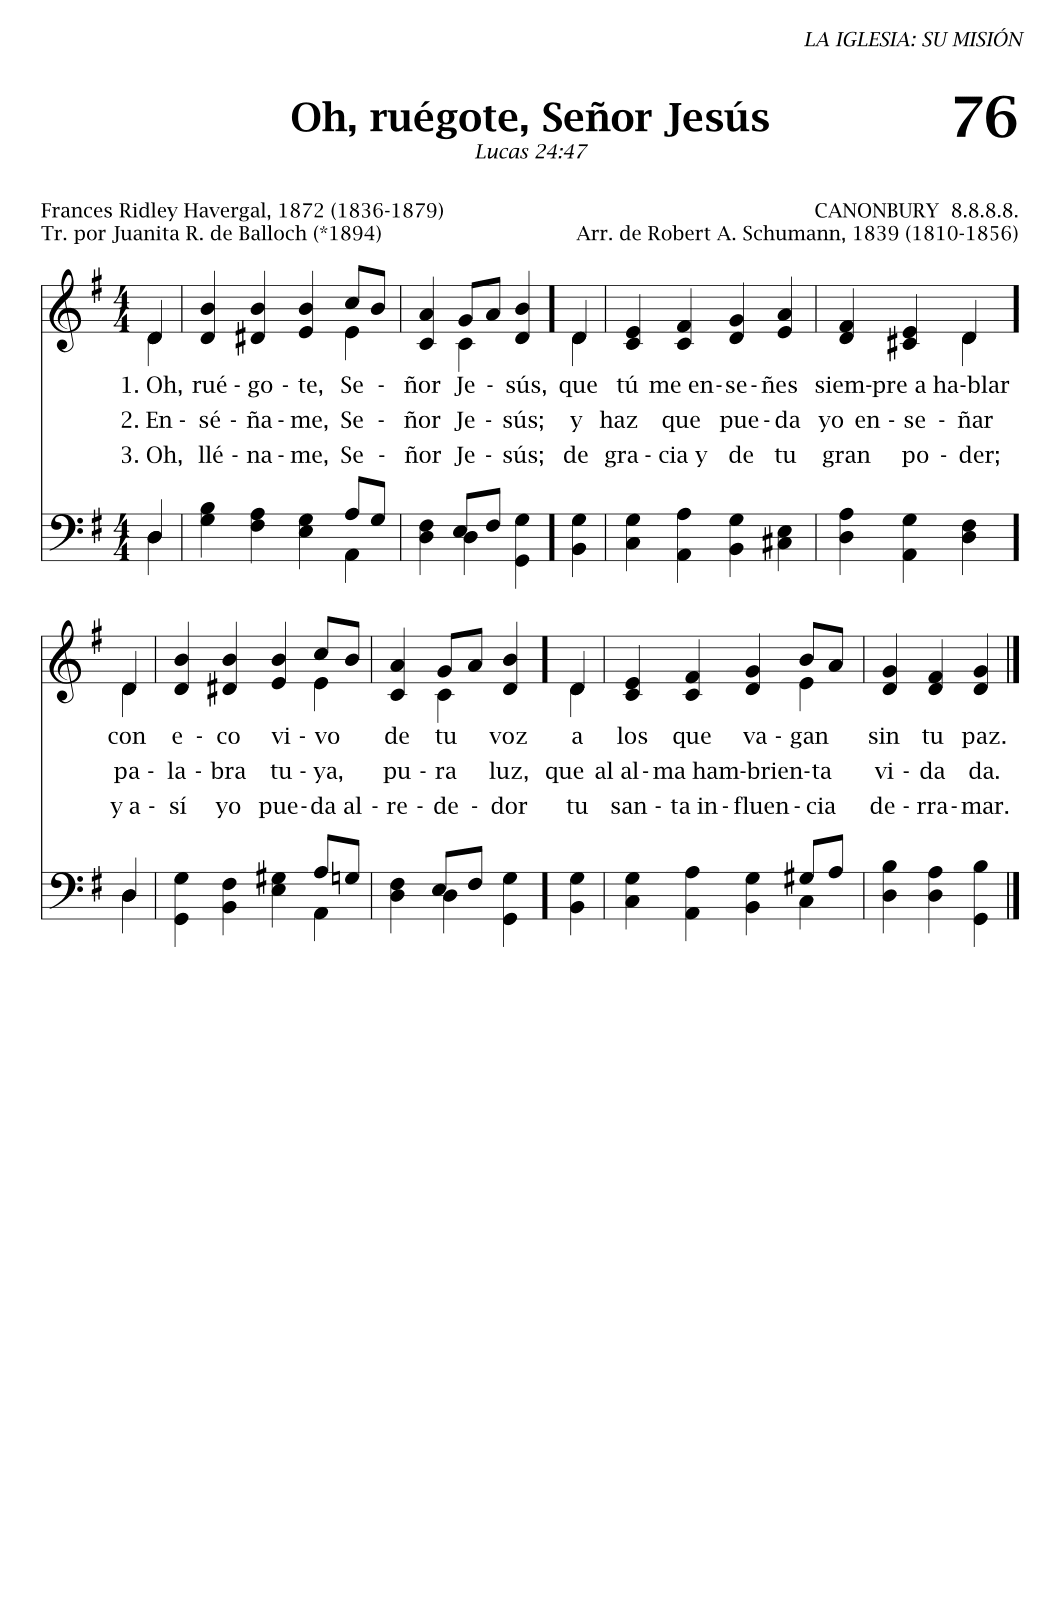 LA IGLESIA: SU MISIÓN
Oh, ruégote, Señor Jesús
76
Lucas 24:47
Frances Ridley Havergal, 1872 (1836-1879)
CANONBURY 8.8.8.8.
Tr. por Juanita R. de Balloch (*1894)
Arr. de Robert A. Schumann, 1839 (1810-1856)
4
4
1. Oh, rué - go - te, Se - ñor Je - sús, que tú me en - se - ñes siem - pre a ha - blar
2. En - sé - ña - me, Se - ñor Je - sús; y haz que pue - da yo en - se - ñar
3. Oh, llé - na - me, Se - ñor Je - sús; de gra - cia y de tu gran po - der;
4
4
con e - co vi - vo de tu voz a los que va - gan sin tu paz.
pa - la - bra tu - ya, pu - ra luz, que al al - ma ham - brien - ta vi - da da.
y a - sí yo pue - da al - re - de - dor tu san - ta in - fluen - cia de - rra - mar.